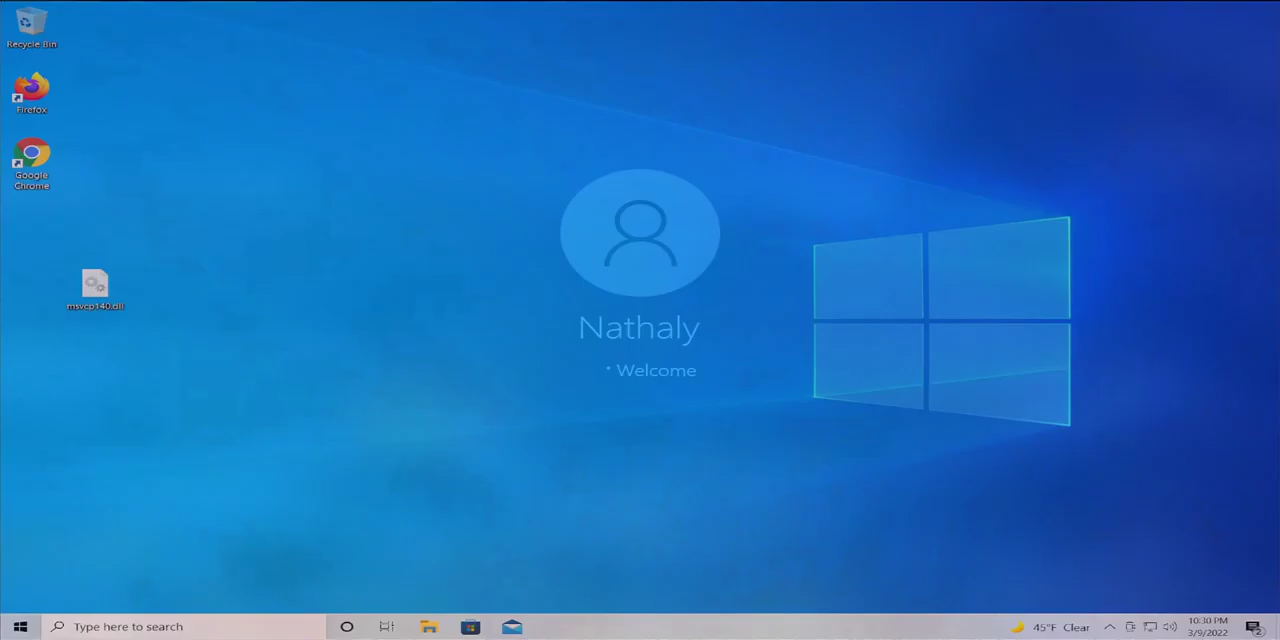 Recycle Bin
Firefox
Google
Chrome
msvcp140.dll
Nathaly
Welcome
Type here to search
45°F Clear
10:30 PM
3/9/2022
2